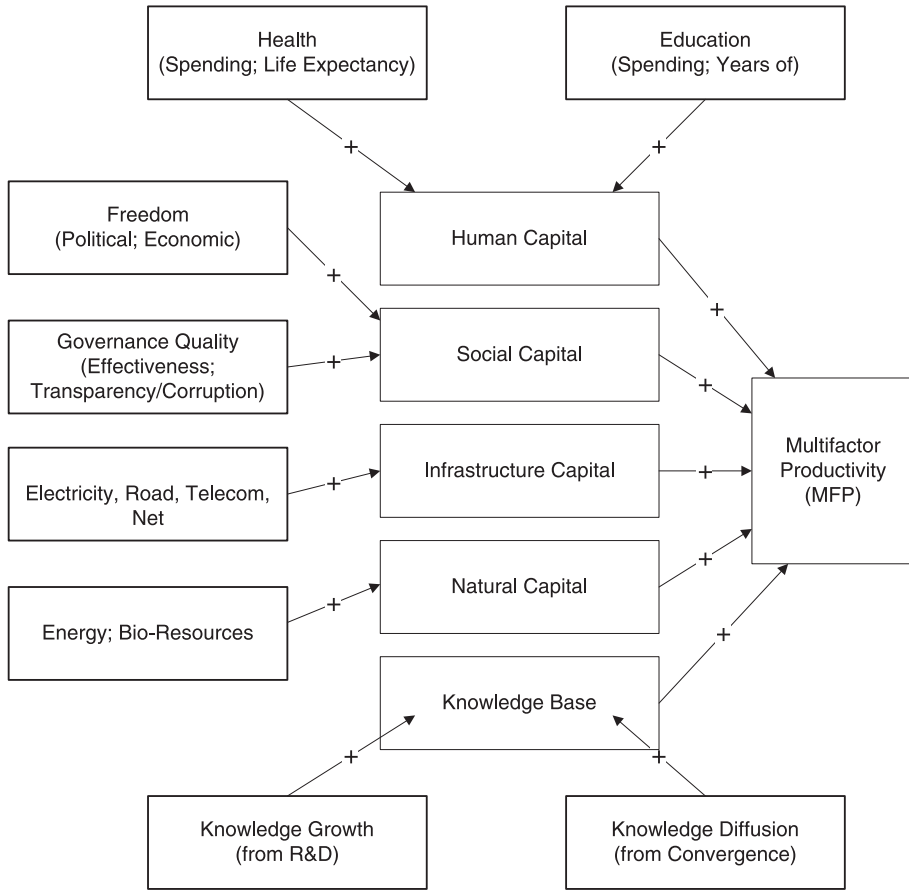 Health
(Spending; Life Expectancy)
Education
(Spending; Years of)
+
+
Freedom
(Political; Economic)
Human Capital
+
+
Governance Quality
(Effectiveness;
Transparency/Corruption)
+
Social Capital
+
Electricity, Road, Telecom,
Net
+
Infrastructure Capital
+
Multifactor
Productivity
(MFP)
Energy; Bio-Resources
+
Natural Capital
+
Knowledge Base
+
+
+
Knowledge Growth
(from R&D)
Knowledge Diffusion
(from Convergence)